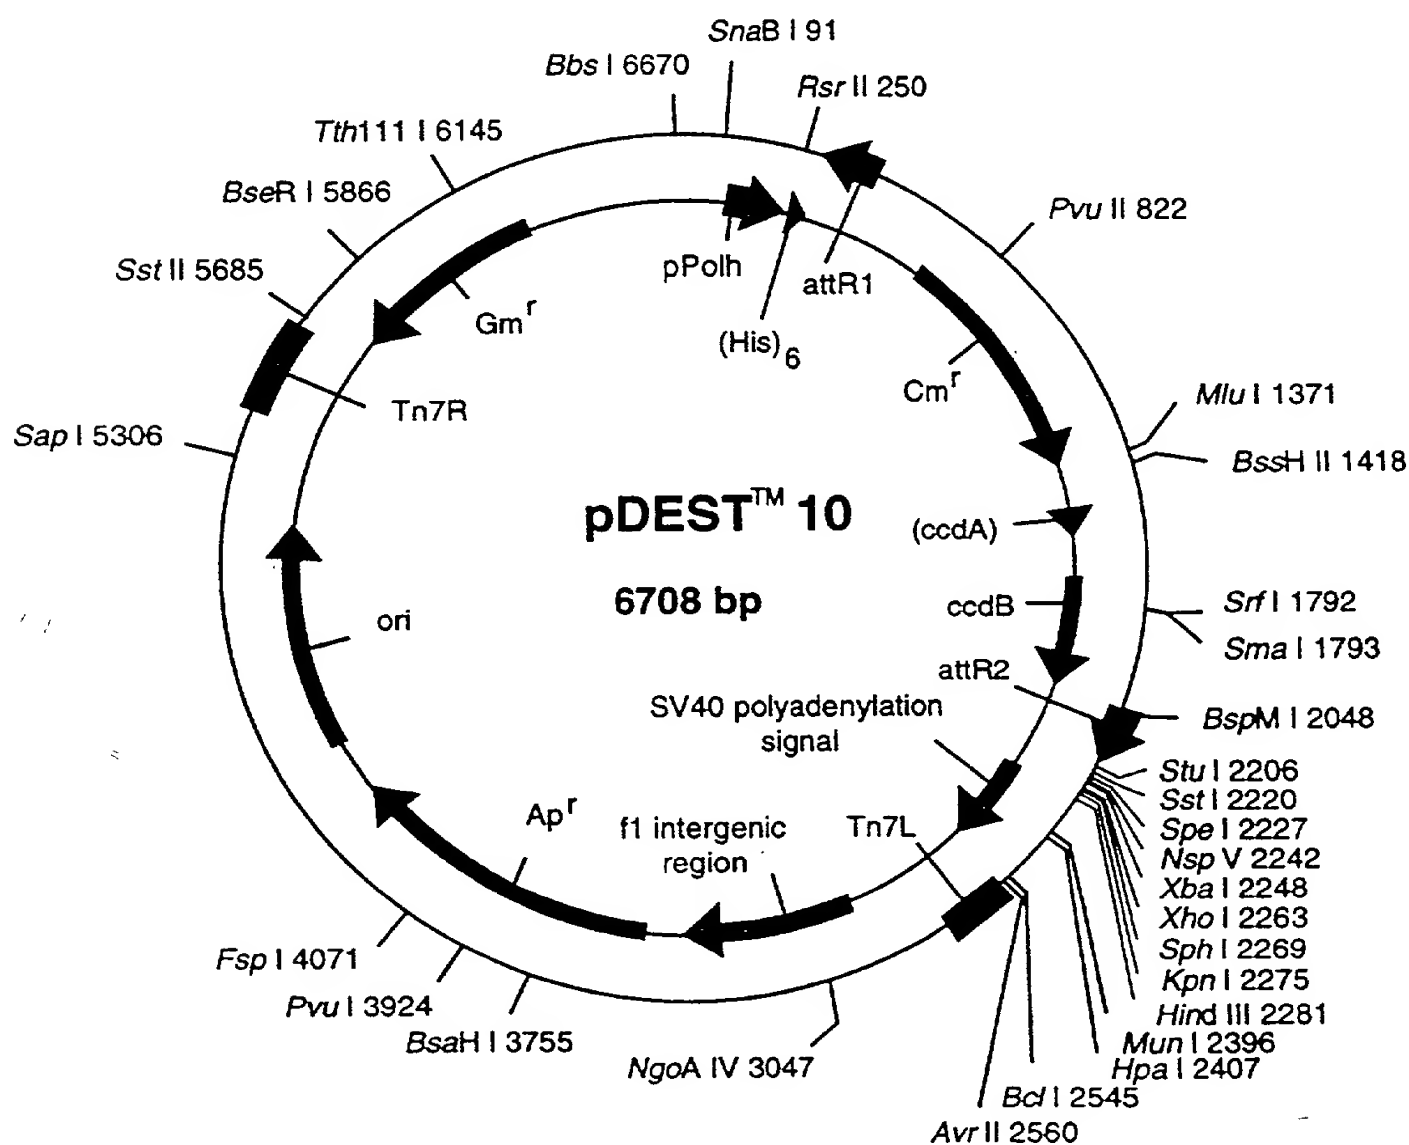 SnaB I 91
Bbs I 6670
Rsr II 250
Tth111 I 6145
BseR I 5866
Pvu II 822
Sst II 5685
pPolh
attR1
Gm r
(His) 6
Cm r
Mlu I 1371
Tn7R
Sap I 5306
BssH II 1418
pDEST™ 10
(ccdA)
6708 bp
ccdB
Srf I 1792
ori
Sma I 1793
attR2
SV40 polyadenylation
signal
BspM I 2048
Stu I 2206
Sst I 2220
Ap r
f1 intergenic
region
Tn7L
Spe I 2227
Nsp V 2242
Xba I 2248
Xho I 2263
Sph I 2269
Fsp I 4071
Kpn I 2275
Pvu I 3924
Hind III 2281
BsaH I 3755
Mun I 2396
NgoA IV 3047
Hpa I 2407
Bcl I 2545
Avr II 2560